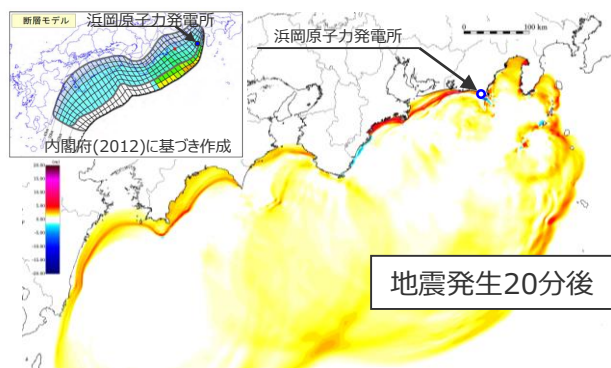 断層モデル
浜岡原子力発電所
内閣府(2012)に基づき作成
浜岡原子力発電所
0 100 km
地震発生20分後